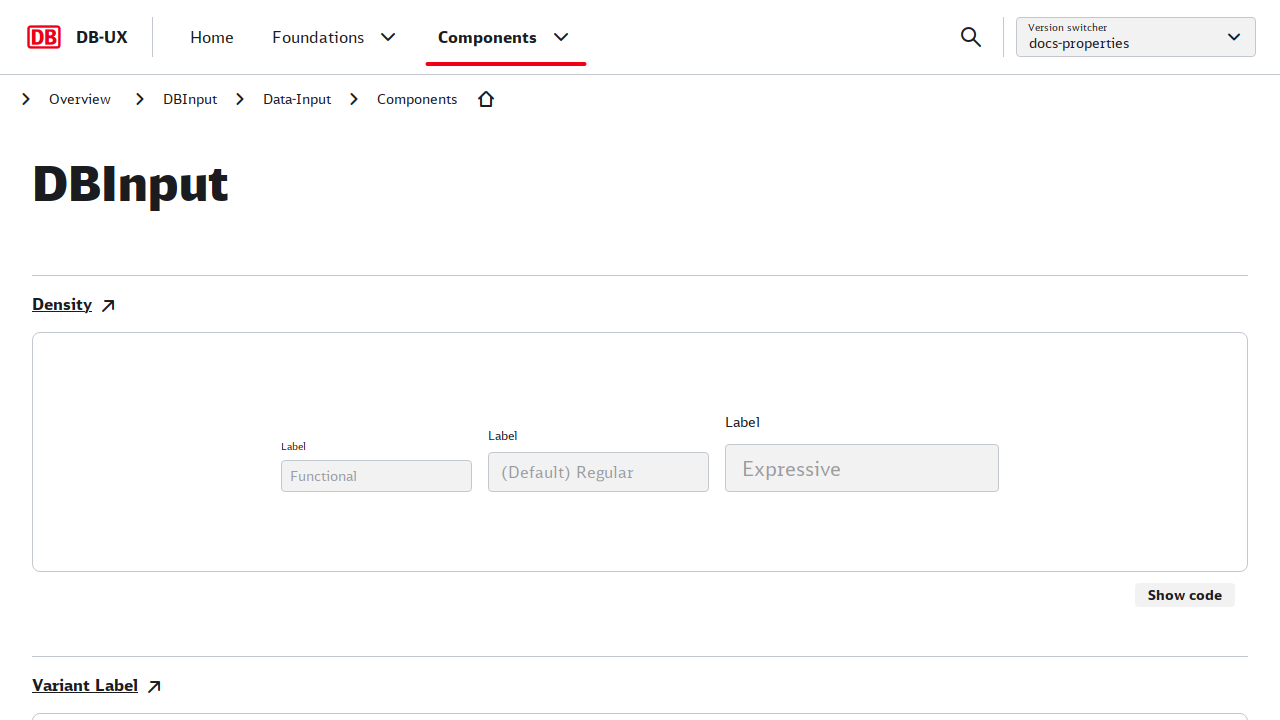 DB DB-UX Home Foundations Components Version switcher
docs-properties
Overview DBInput Data-Input Components
DBInput
Density
Label
Functional
Label
(Default) Regular
Label
Expressive
Show code
Variant Label